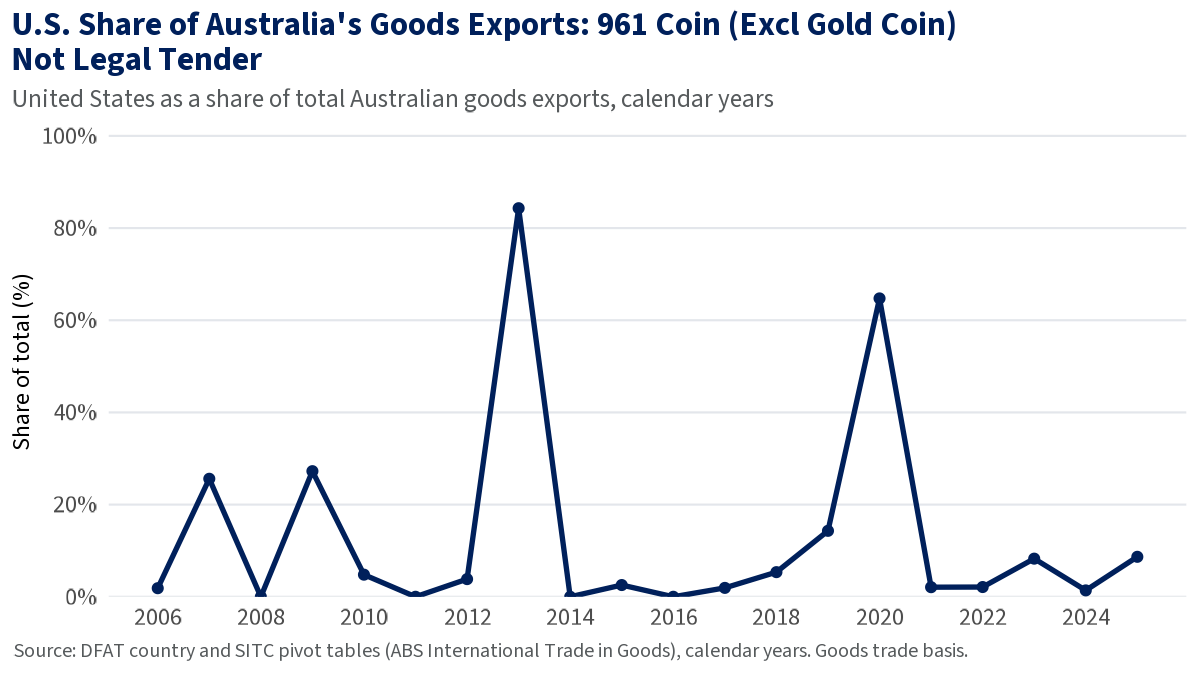 U.S. Share of Australia's Goods Exports: 961 Coin (Excl Gold Coin)
Not Legal Tender
United States as a share of total Australian goods exports, calendar years
Share of total (%)
100%
80%
60%
40%
20%
0%
2006 2008 2010 2012 2014 2016 2018 2020 2022 2024
Source: DFAT country and SITC pivot tables (ABS International Trade in Goods), calendar years. Goods trade basis.